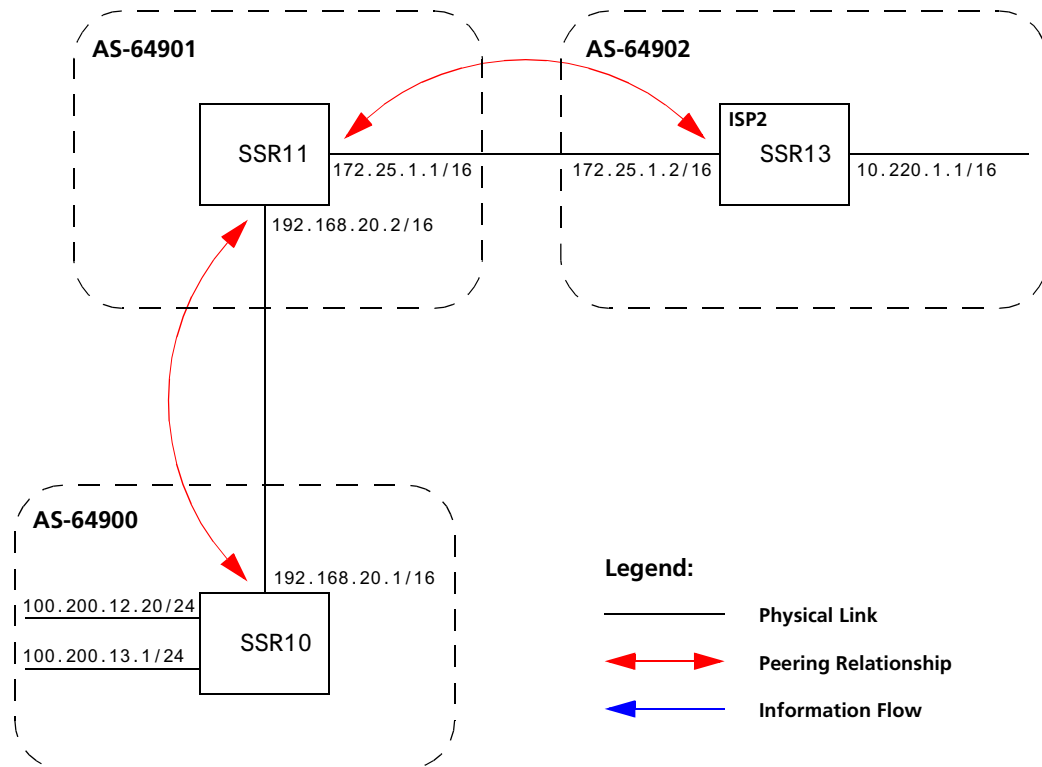 AS-64901
AS-64902
ISP2
SSR11
SSR13
172.25.1.1/16
172.25.1.2/16
10.220.1.1/16
192.168.20.2/16
AS-64900
192.168.20.1/16
100.200.12.20/24
SSR10
100.200.13.1/24
Legend:
Physical Link
Peering Relationship
Information Flow